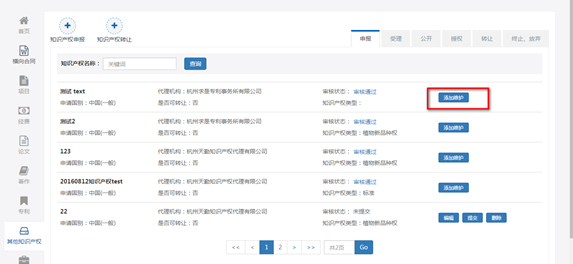 首页
横向合同
项目
经费
论文
著作
专利
其他知识产权
知识产权申报 知识产权转让
申报 受理 公开 授权 转让 终止、放弃
知识产权名称： 关键词 查询
测试 text 代理机构：杭州求是专利事务所有限公司 审核状态： 审核通过 添加维护
申请国别：中国(一般) 是否可转让：否 知识产权类型：
测试2 代理机构：杭州求是专利事务所有限公司 审核状态： 审核通过 添加维护
申请国别：中国(一般) 是否可转让：否 知识产权类型：植物新品种权
123 代理机构：杭州天勤知识产权代理有限公司 审核状态： 审核通过 添加维护
申请国别：中国(一般) 是否可转让：否 知识产权类型：植物新品种权
20160812知识产权test 代理机构：杭州天勤知识产权代理有限公司 审核状态： 审核通过 添加维护
申请国别：中国(一般) 是否可转让：否 知识产权类型：标准
22 代理机构：杭州天勤知识产权代理有限公司 审核状态： 未提交 编辑 提交 删除
申请国别：中国(一般) 是否可转让：否 知识产权类型：植物新品种权
<< < 1 2 > >> 共2页 Go